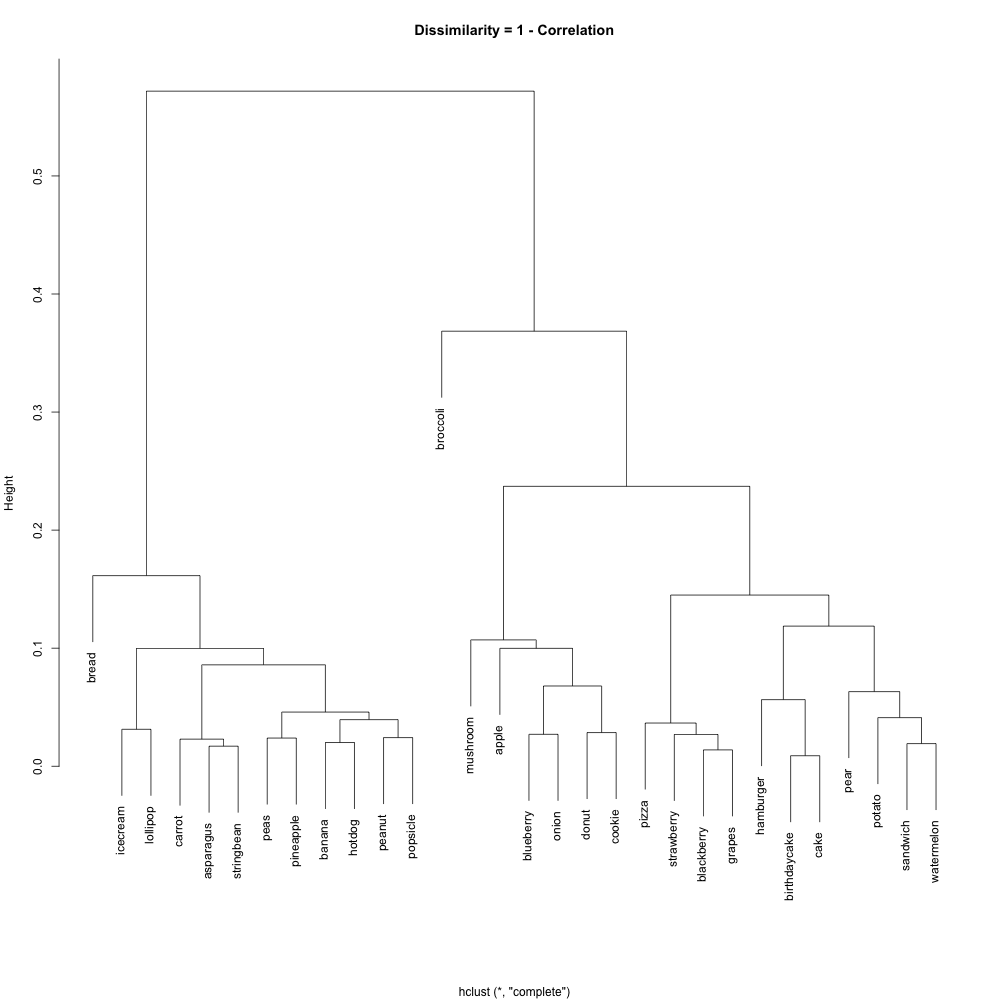 Dissimilarity = 1 - Correlation
Height
0.5
0.4
0.3
0.2
0.1
0.0
bread
icecream
lollipop
carrot
asparagus
stringbean
peas
pineapple
banana
hotdog
peanut
popsicle
broccoli
mushroom
apple
blueberry
onion
donut
cookie
pizza
strawberry
blackberry
grapes
hamburger
birthdaycake
cake
pear
potato
sandwich
watermelon
hclust (*, "complete")